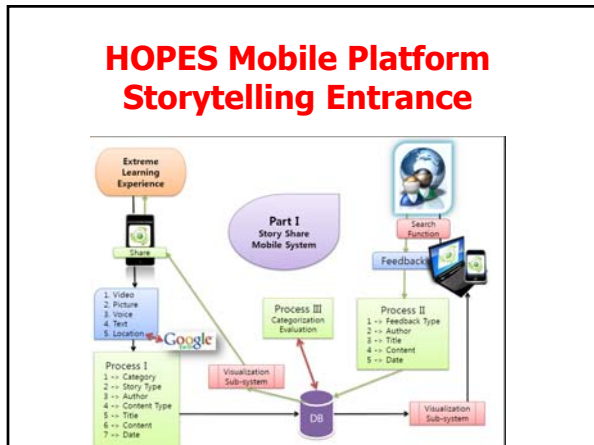 HOPES Mobile Platform
Storytelling Entrance
Extreme
Learning
Experience
Part I
Story Share
Mobile System
Search
Function
Share
Feedback
1. Video
2. Picture
3. Voice
4. Text
5. Location
Google
Process III
Categorization
Evaluation
Process II
1 -> Feedback Type
2 -> Author
3 -> Title
4 -> Content
5 -> Date
Process I
1 -> Category
2 -> Story Type
3 -> Author
4 -> Content Type
5 -> Title
6 -> Content
7 -> Date
Visualization
Sub-system
DB
Visualization
Sub-system